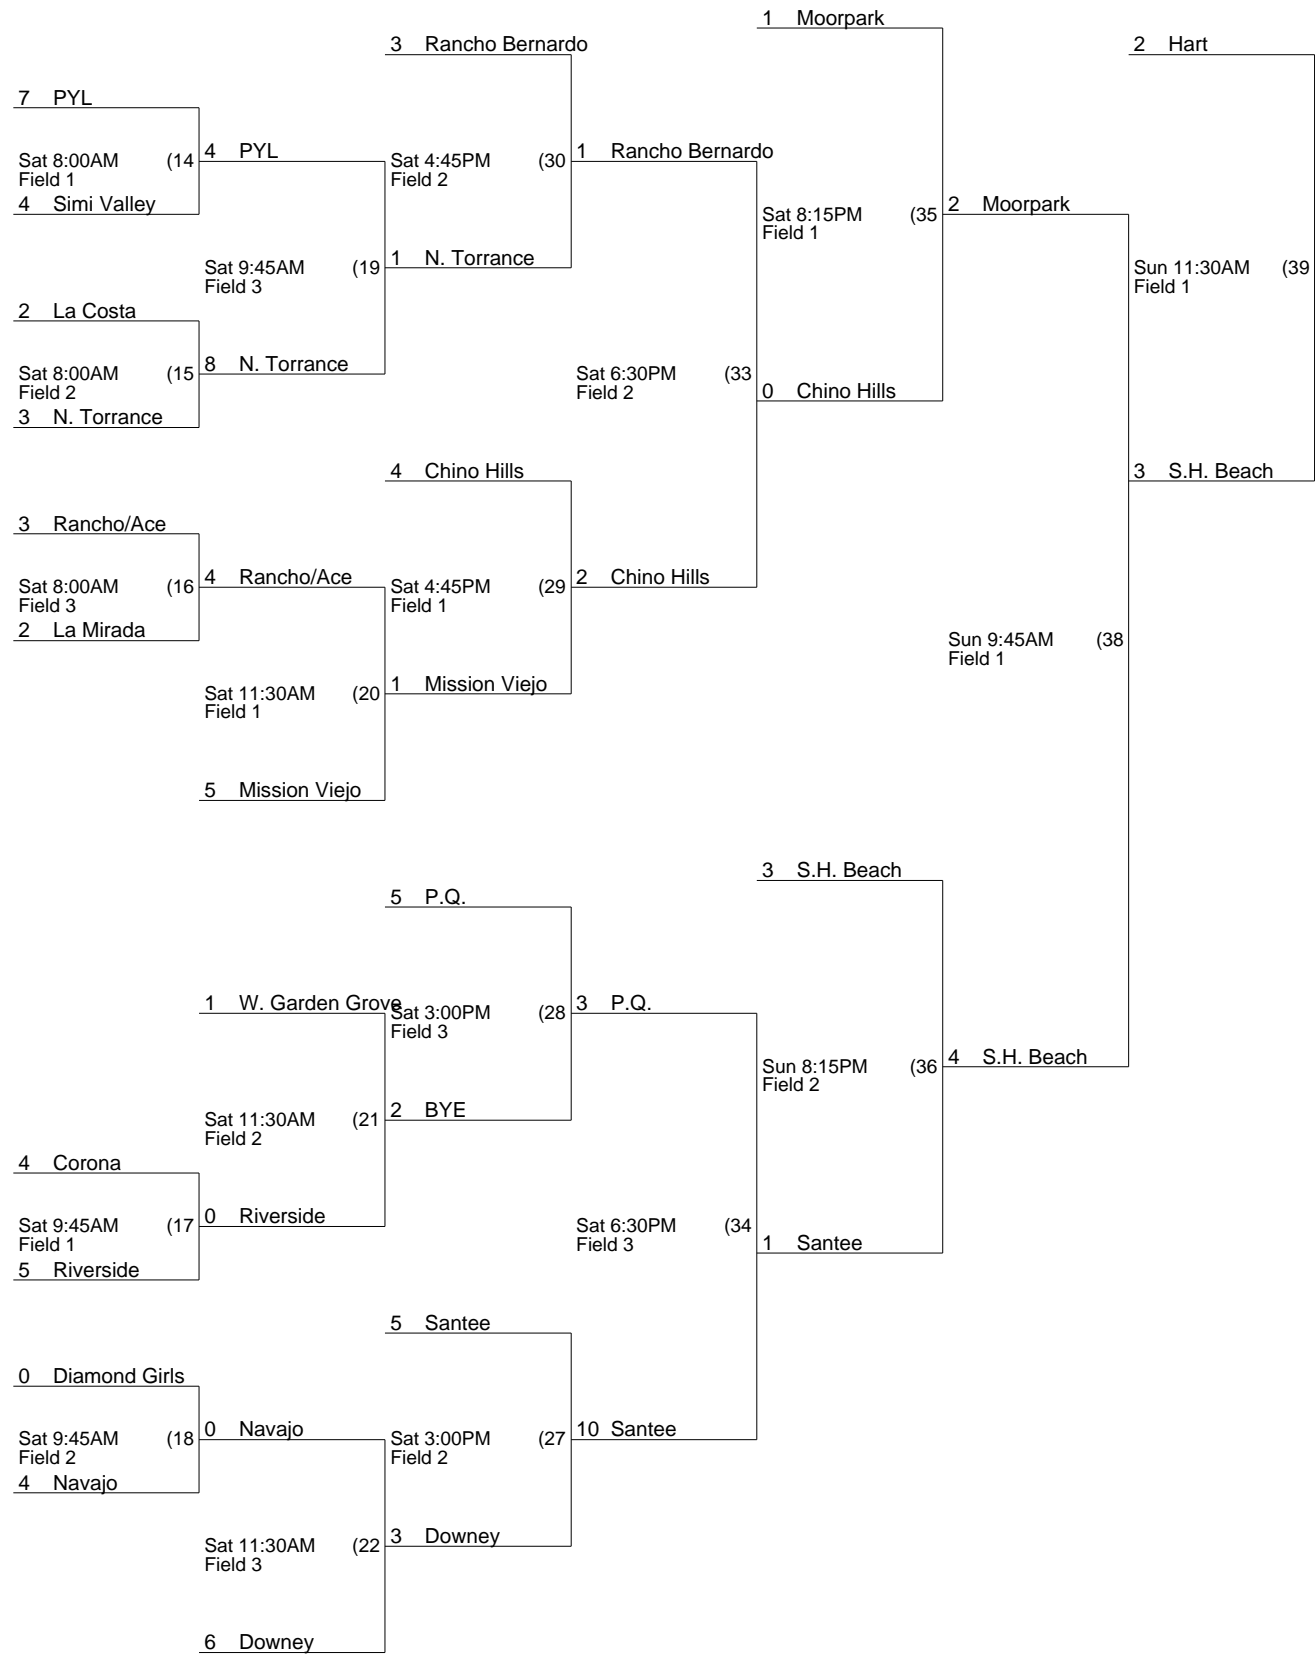 1 Moorpark
3 Rancho Bernardo
2 Hart
7 PYL
Sat 8:00AM (14
Field 1
4 PYL
Sat 4:45PM (30
Field 2
1 Rancho Bernardo
4 Simi Valley
Sat 8:15PM (35
Field 1
2 Moorpark
Sat 9:45AM (19
Field 3
1 N. Torrance
Sun 11:30AM (39
Field 1
2 La Costa
Sat 8:00AM (15
Field 2
8 N. Torrance
Sat 6:30PM (33
Field 2
0 Chino Hills
3 N. Torrance
4 Chino Hills
3 S.H. Beach
3 Rancho/Ace
Sat 8:00AM (16
Field 3
4 Rancho/Ace
Sat 4:45PM (29
Field 1
2 Chino Hills
2 La Mirada
Sun 9:45AM (38
Field 1
Sat 11:30AM (20
Field 1
1 Mission Viejo
5 Mission Viejo
3 S.H. Beach
5 P.Q.
1 W. Garden Grove
Sat 3:00PM (28
Field 3
3 P.Q.
Sun 8:15PM (36
Field 2
4 S.H. Beach
Sat 11:30AM (21
Field 2
2 BYE
4 Corona
Sat 9:45AM (17
Field 1
0 Riverside
Sat 6:30PM (34
Field 3
1 Santee
5 Riverside
5 Santee
0 Diamond Girls
Sat 9:45AM (18
Field 2
0 Navajo
Sat 3:00PM (27
Field 2
10 Santee
4 Navajo
Sat 11:30AM (22
Field 3
3 Downey
6 Downey